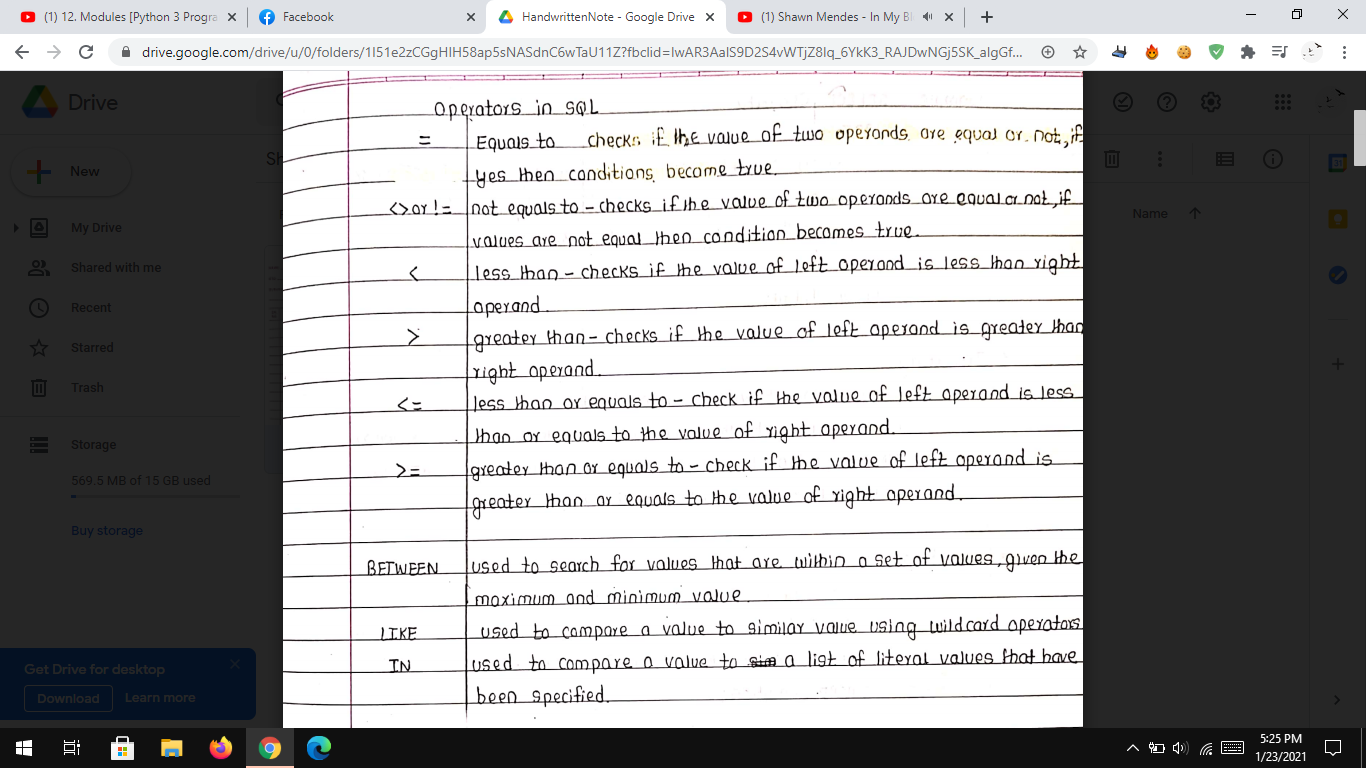 (1) 12. Modules [Python 3 Progra
Facebook
HandwrittenNote - Google Drive
(1) Shawn Mendes - In My Bl
drive.google.com/drive/u/0/folders/1I51e2zCGgHIH58ap5sNASdnC6wTaU11Z?fbclid=IwAR3AalS9D2S4vWTjZ8lq_6YkK3_RAJDwNGj5SK_algGf...
Drive
New
My Drive
Shared with me
Recent
Starred
Trash
Storage
569.5 MB of 15 GB used
Buy storage
Name
Operators in SQL
= Equals to checks if the value of two operands are equal or not, if
yes then conditions become true.
<> or != not equals to - checks if the value of two operands are equal or not, if
values are not equal then condition becomes true.
< less than - checks if the value of left operand is less than right
operand.
> greater than - checks if the value of left operand is greater than
right operand.
<= less than or equals to - check if the value of left operand is less
than or equals to the value of right operand.
>= greater than or equals to - check if the value of left operand is
greater than or equals to the value of right operand.
BETWEEN used to search for values that are within a set of values, given the
maximum and minimum value.
LIKE used to compare a value to similar value using wildcard operators
IN used to compare a value to sim a list of literal values that have
been specified.
Get Drive for desktop
Download Learn more
5:25 PM
1/23/2021